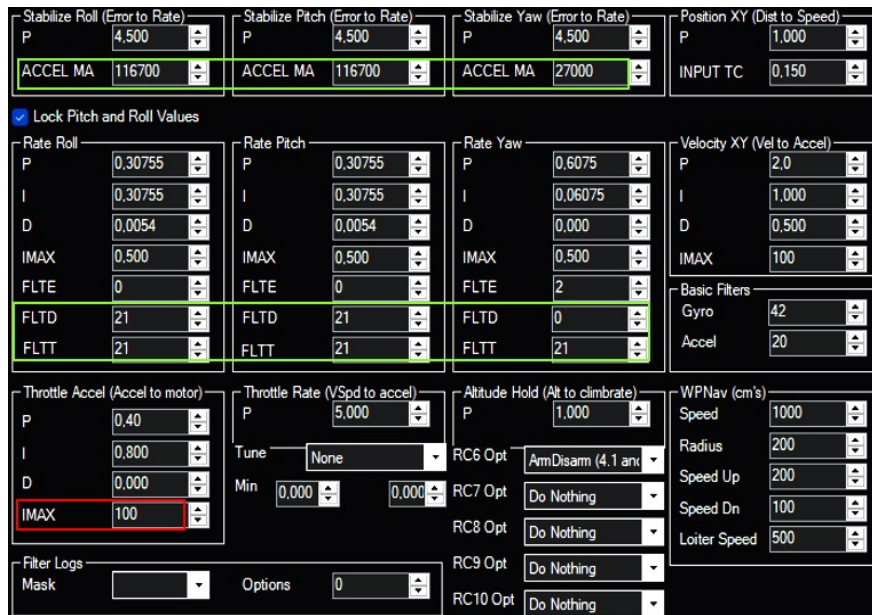 Stabilize Roll (Error to Rate)
P 4,500
ACCEL MA 116700
Stabilize Pitch (Error to Rate)
P 4,500
ACCEL MA 116700
Stabilize Yaw (Error to Rate)
P 4,500
ACCEL MA 27000
Position XY (Dist to Speed)
P 1,000
INPUT TC 0,150
Lock Pitch and Roll Values
Rate Roll
P 0,30755
I 0,30755
D 0,0054
IMAX 0,500
FLTE 0
FLTD 21
FLTT 21
Rate Pitch
P 0,30755
I 0,30755
D 0,0054
IMAX 0,500
FLTE 0
FLTD 21
FLTT 21
Rate Yaw
P 0,6075
I 0,06075
D 0,000
IMAX 0,500
FLTE 2
FLTD 0
FLTT 21
Velocity XY (Vel to Accel)
P 2,0
I 1,000
D 0,500
IMAX 100
Basic Filters
Gyro 42
Accel 20
Throttle Accel (Accel to motor)
P 0,40
I 0,800
D 0,000
IMAX 100
Throttle Rate (VSpd to accel)
P 5,000
Tune None
Min 0,000 0,000
Altitude Hold (Alt to climbrate)
P 1,000
RC6 Opt ArmDisarm (4.1 and
RC7 Opt Do Nothing
RC8 Opt Do Nothing
RC9 Opt Do Nothing
RC10 Opt Do Nothing
WPNav (cm's)
Speed 1000
Radius 200
Speed Up 200
Speed Dn 100
Loiter Speed 500
Filter Logs
Mask
Options 0